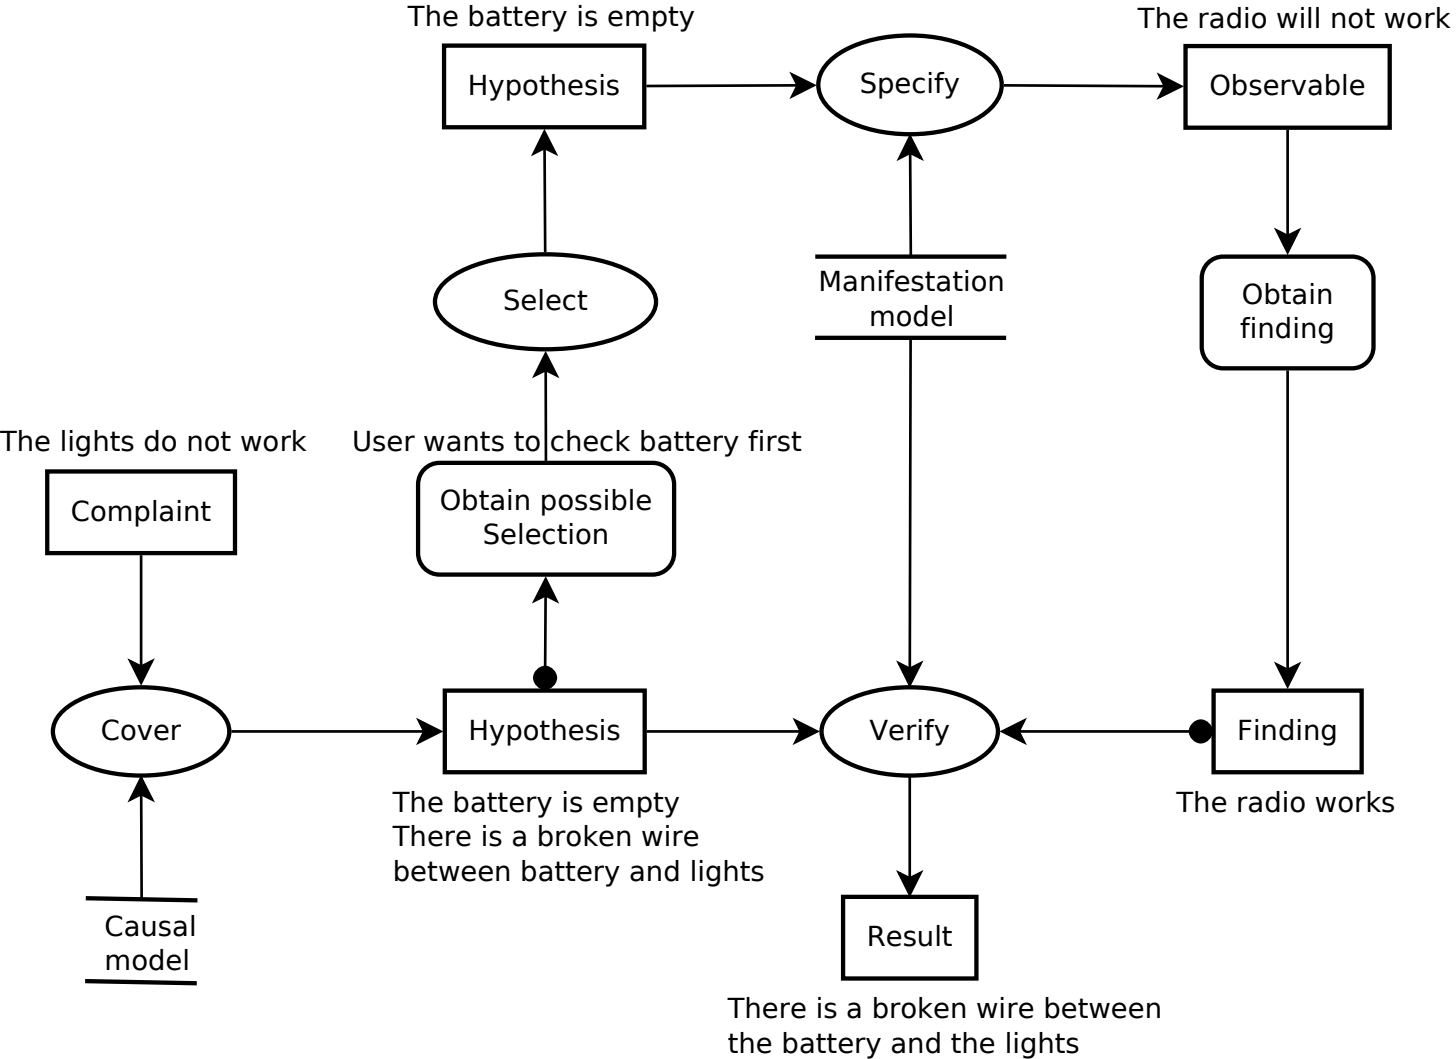 The battery is empty
The radio will not work
Hypothesis
Specify
Observable
Select
Manifestation
model
Obtain
finding
The lights do not work
User wants to check battery first
Complaint
Obtain possible
Selection
Cover
Hypothesis
Verify
Finding
The battery is empty
There is a broken wire
between battery and lights
The radio works
Causal
model
Result
There is a broken wire between
the battery and the lights